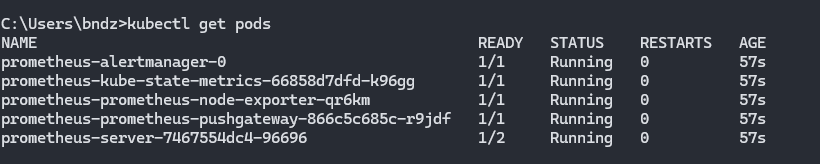 C:\Users\bndz>kubectl get pods
NAME READY STATUS RESTARTS AGE
prometheus-alertmanager-0 1/1 Running 0 57s
prometheus-kube-state-metrics-66858d7dfd-k96gg 1/1 Running 0 57s
prometheus-prometheus-node-exporter-qr6km 1/1 Running 0 57s
prometheus-prometheus-pushgateway-866c5c685c-r9jdf 1/1 Running 0 57s
prometheus-server-7467554dc4-96696 1/2 Running 0 57s